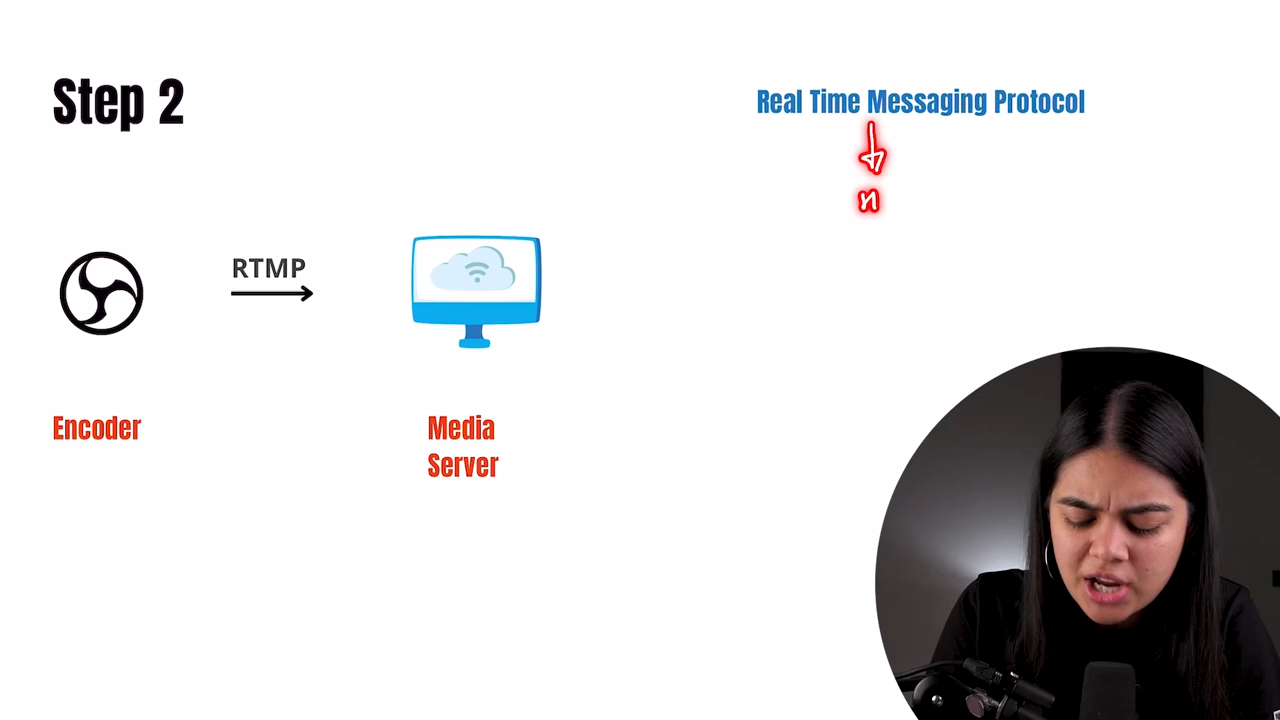 Step 2
Real Time Messaging Protocol
n
RTMP
Encoder
Media
Server